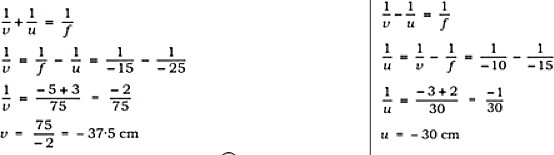 1/v + 1/u = 1/f
1/v = 1/f − 1/u = 1/−15 − 1/−25
1/v = −5 + 3/75 = −2/75
v = 75/−2 = − 37·5 cm
1/v − 1/u = 1/f
1/u = 1/v − 1/f = 1/−10 − 1/−15
1/u = −3 + 2/30 = −1/30
u = − 30 cm